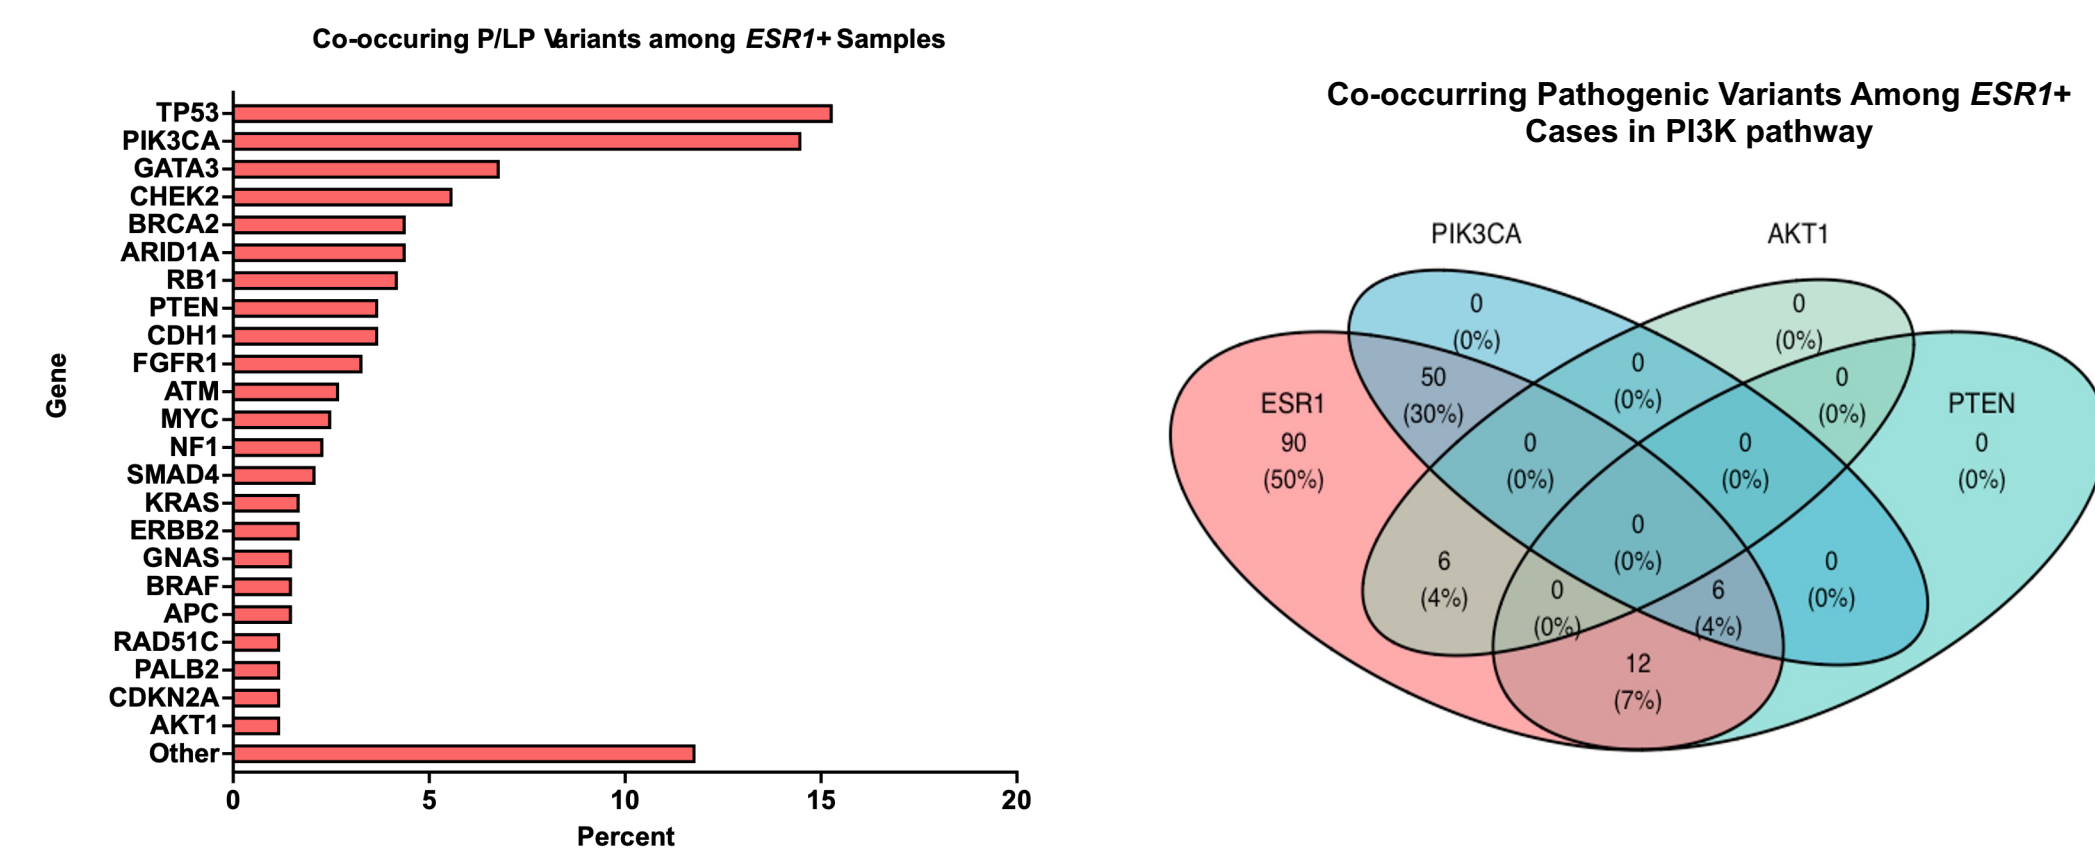 Co-occuring P/LP Variants among ESR1+ Samples
Gene
TP53
PIK3CA
GATA3
CHEK2
BRCA2
ARID1A
RB1
PTEN
CDH1
FGFR1
ATM
MYC
NF1
SMAD4
KRAS
ERBB2
GNAS
BRAF
APC
RAD51C
PALB2
CDKN2A
AKT1
Other
0 5 10 15 20
Percent
Co-occurring Pathogenic Variants Among ESR1+
Cases in PI3K pathway
PIK3CA AKT1
0
(0%)
0
(0%)
0
(0%)
50
(30%)
0
(0%)
ESR1
90
(50%)
PTEN
0
(0%)
0
(0%)
0
(0%)
0
(0%)
6
(4%)
0
(0%)
0
(0%)
6
(4%)
12
(7%)